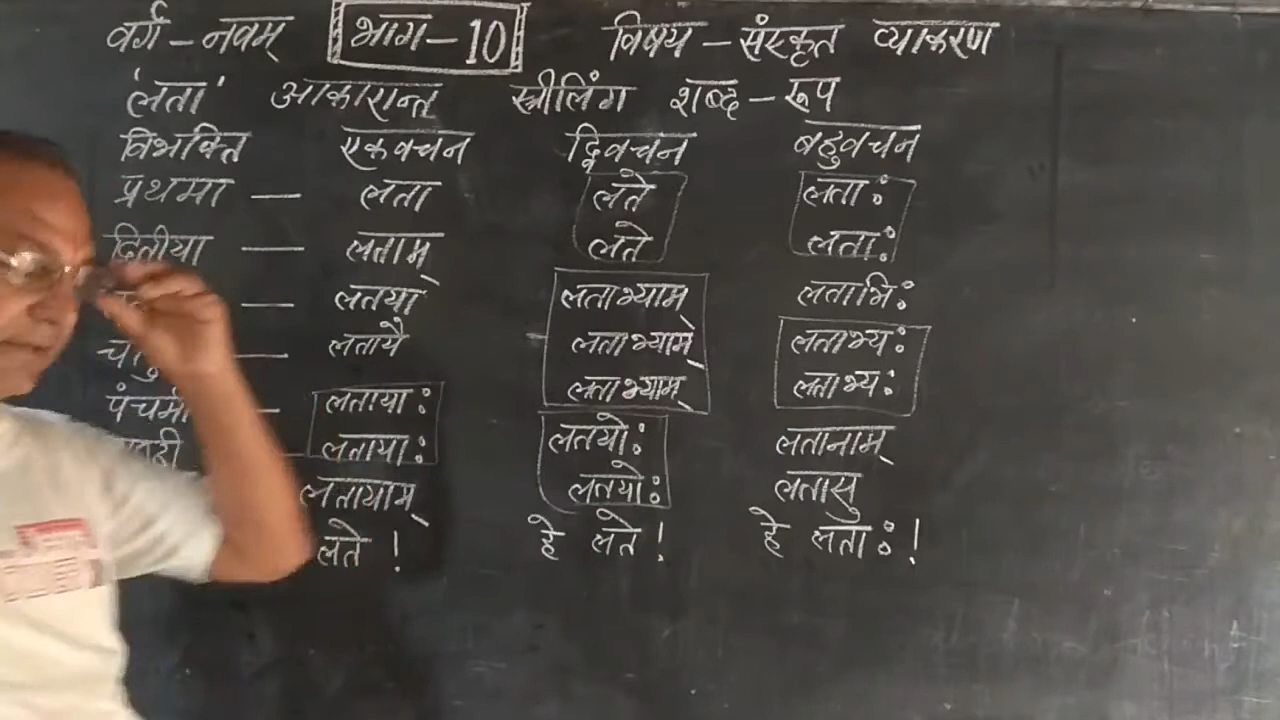 वर्ग - नवम् भाग - 10 विषय - संस्कृत व्याकरण
'लता' आकारान्त स्त्रीलिंग शब्द - रूप
विभक्ति एकवचन द्विवचन बहुवचन
प्रथमा — लता लते लता:
द्वितीया — लताम् लते लता:
— लतया लताभ्याम् लताभि:
— लतायै लताभ्याम् लताभ्य:
पंचमी — लताया: लताभ्याम् लताभ्य:
लताया: लतयो: लतानाम्
लतायाम् लतयो: लतासु
लते ! हे लते ! हे लता: !